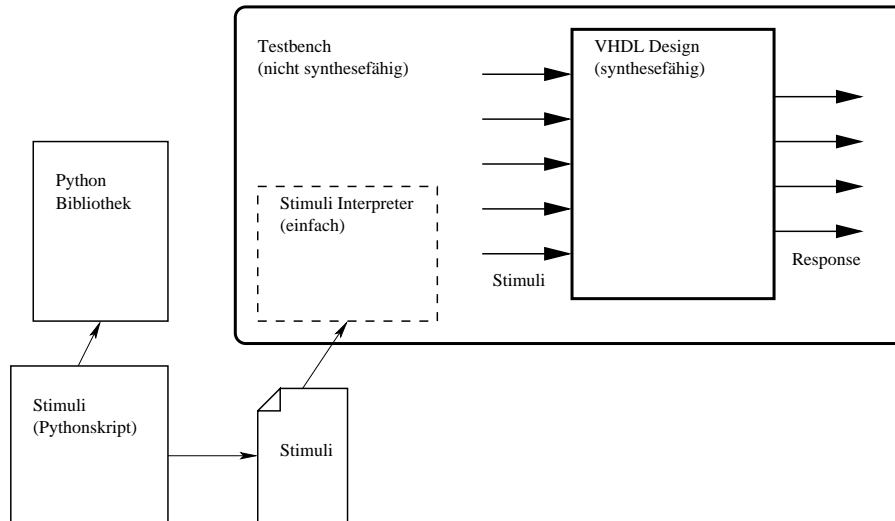 Testbench
(nicht synthesefähig)
VHDL Design
(synthesefähig)
Python
Bibliothek
Stimuli Interpreter
(einfach)
Stimuli
Response
Stimuli
(Pythonskript)
Stimuli